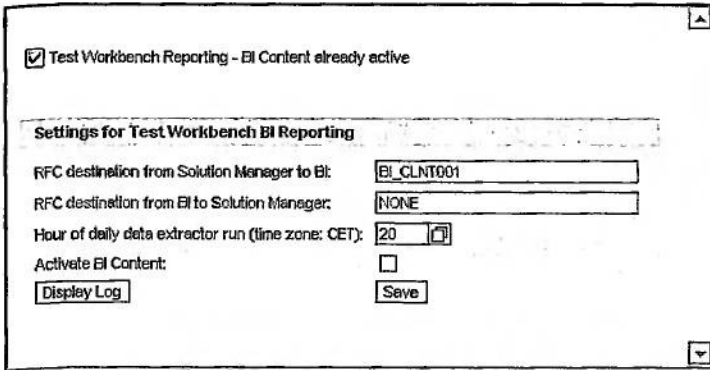 Test Workbench Reporting - BI Content already active
Settings for Test Workbench BI Reporting
RFC destination from Solution Manager to BI: BI_CLNT001
RFC destination from BI to Solution Manager: NONE
Hour of daily data extractor run (time zone: CET): 20
Activate BI Content:
Display Log Save